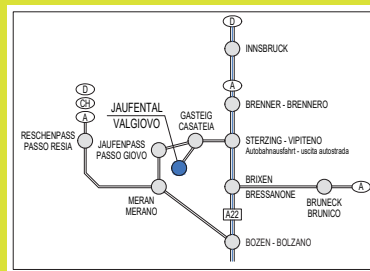 D
INNSBRUCK
A
BRENNER - BRENNERO
D
CH
A
JAUFENTAL
VALGIOVO
GASTEIG
CASATEIA
RESCHENPASS
PASSO RESIA
JAUFENPASS
PASSO GIOVO
STERZING - VIPITENO
Autobahnausfahrt - uscita autostrada
MERAN
MERANO
BRIXEN
BRESSANONE
A
BRUNECK
BRUNICO
A22
BOZEN - BOLZANO